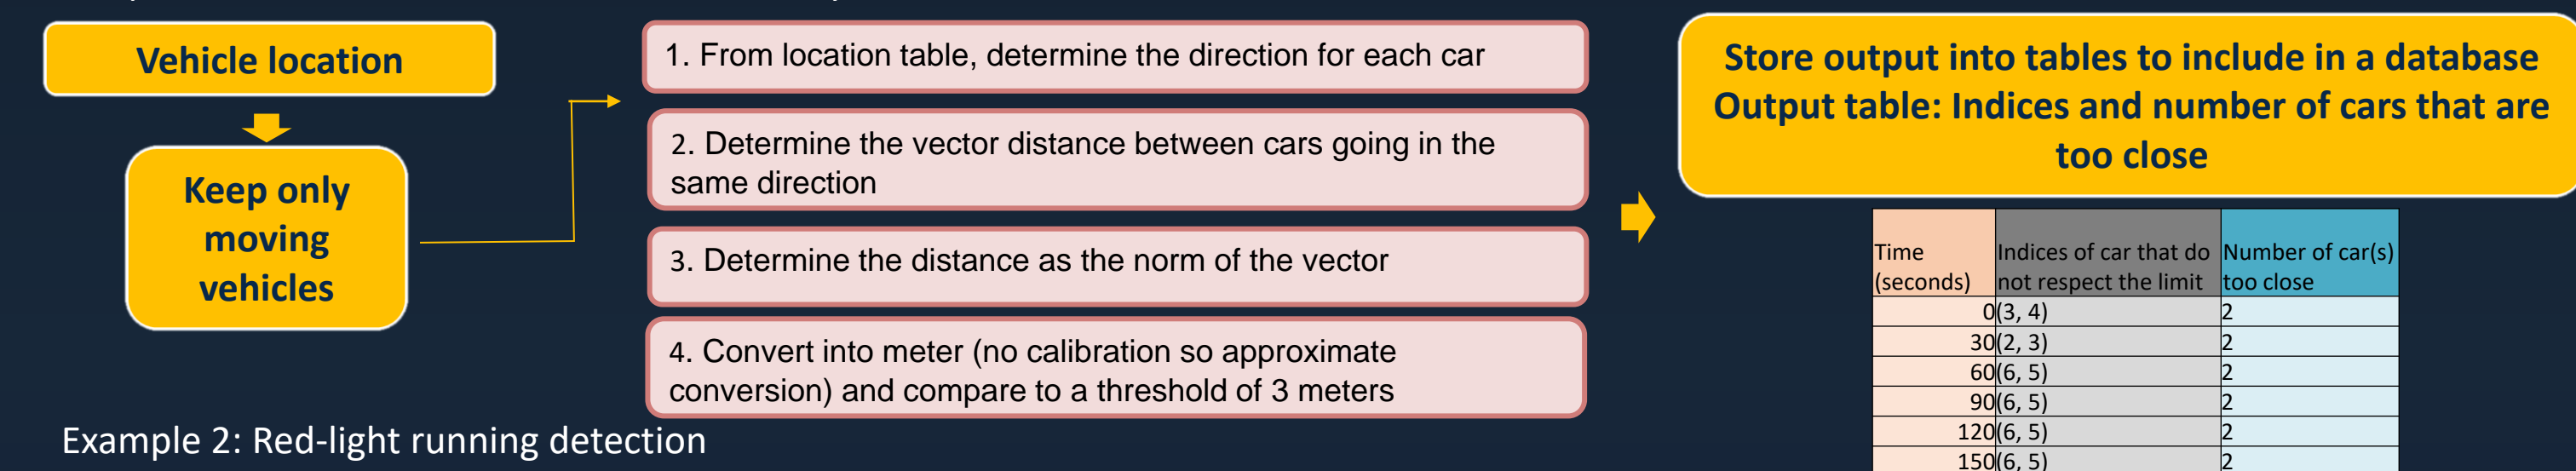 Vehicle location
Keep only
moving
vehicles
1. From location table, determine the direction for each car
2. Determine the vector distance between cars going in the
same direction
3. Determine the distance as the norm of the vector
4. Convert into meter (no calibration so approximate
conversion) and compare to a threshold of 3 meters
Store output into tables to include in a database
Output table: Indices and number of cars that are
too close
Time
(seconds)
Indices of car that do
not respect the limit
Number of car(s)
too close
0 (3, 4) 2
30 (2, 3) 2
60 (6, 5) 2
90 (6, 5) 2
120 (6, 5) 2
150 (6, 5) 2
Example 2: Red-light running detection